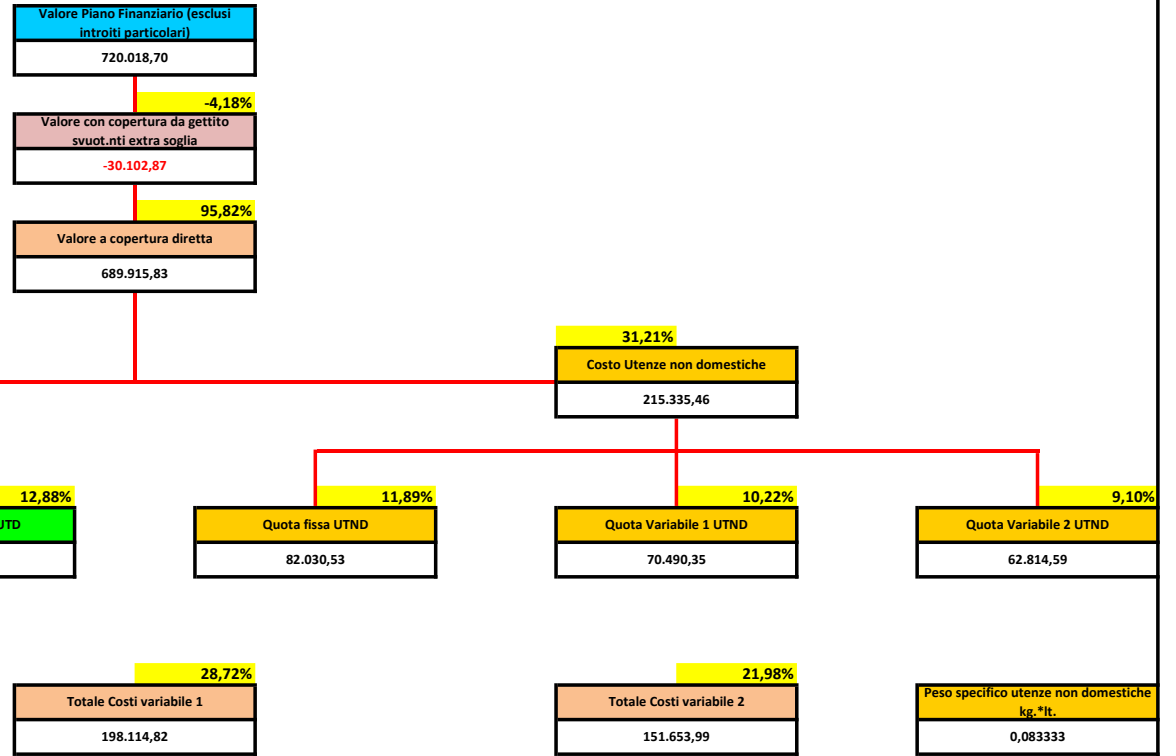 Valore Piano Finanziario (esclusi
introiti particolari)
720.018,70
-4,18%
Valore con copertura da gettito
svuot.nti extra soglia
-30.102,87
95,82%
Valore a copertura diretta
689.915,83
31,21%
Costo Utenze non domestiche
215.335,46
12,88%
11,89%
10,22%
9,10%
UTD
Quota fissa UTND
Quota Variabile 1 UTND
Quota Variabile 2 UTND
82.030,53
70.490,35
62.814,59
28,72%
21,98%
Totale Costi variabile 1
Totale Costi variabile 2
Peso specifico utenze non domestiche
kg.*lt.
198.114,82
151.653,99
0,083333